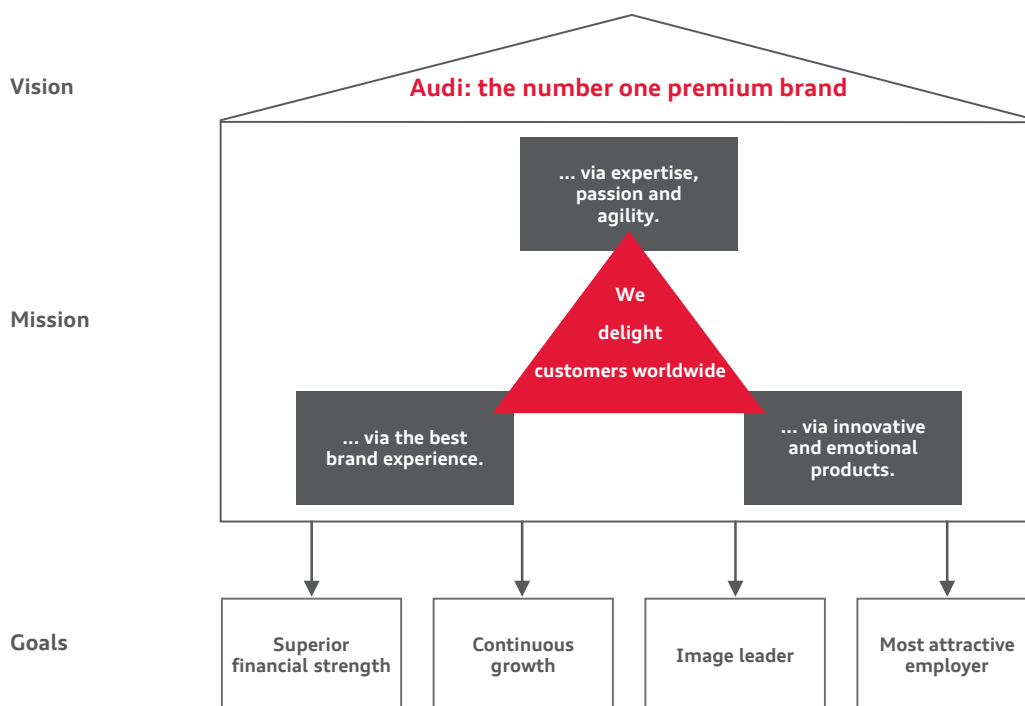 Vision
Audi: the number one premium brand
... via expertise,
passion and
agility.
Mission
We
delight
customers worldwide
... via the best
brand experience.
... via innovative
and emotional
products.
Goals
Superior
financial strength
Continuous
growth
Image leader
Most attractive
employer